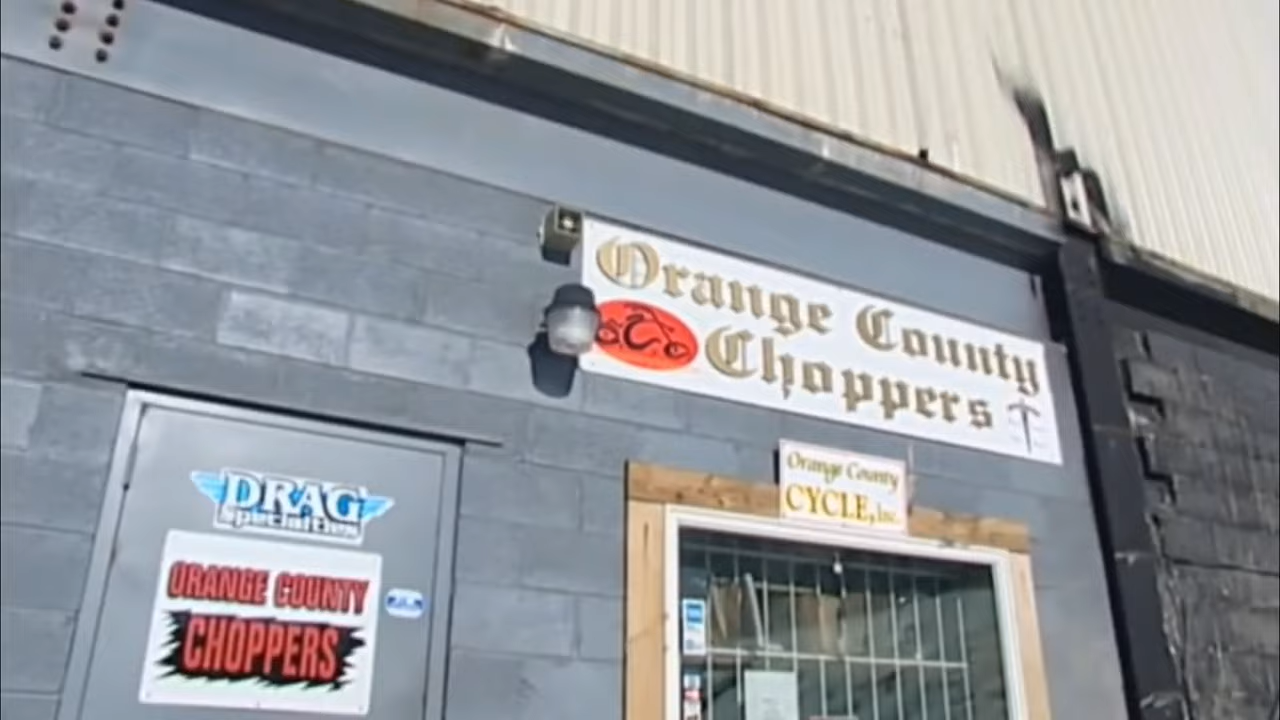 Orange County
Choppers
Orange County
CYCLE, Inc.
DRAG
Specialties
ORANGE COUNTY
CHOPPERS